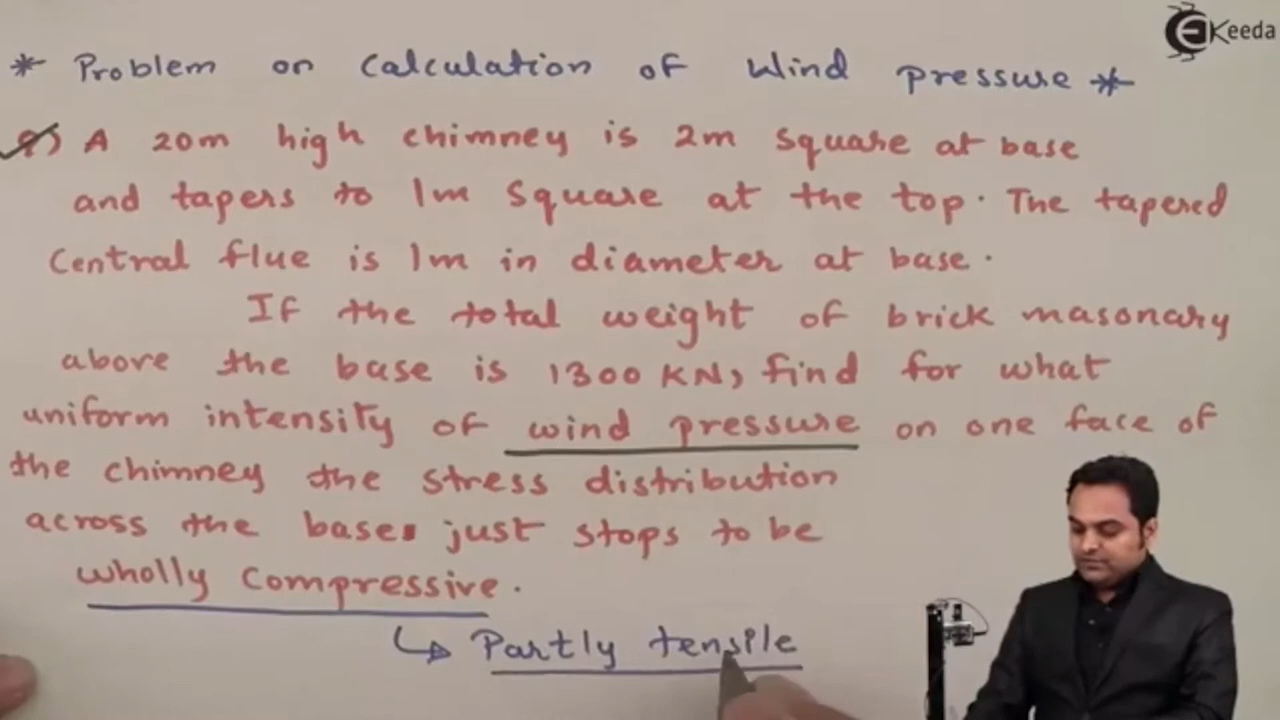 Keeda
* Problem on Calculation of Wind pressure *
Q) A 20m high chimney is 2m square at base
and tapers to 1m square at the top. The tapered
Central flue is 1m in diameter at base.
If the total weight of brick masonary
above the base is 1300 KN, find for what
uniform intensity of wind pressure on one face of
the chimney the stress distribution
across the base just stops to be
wholly compressive.
↳ Partly tensile